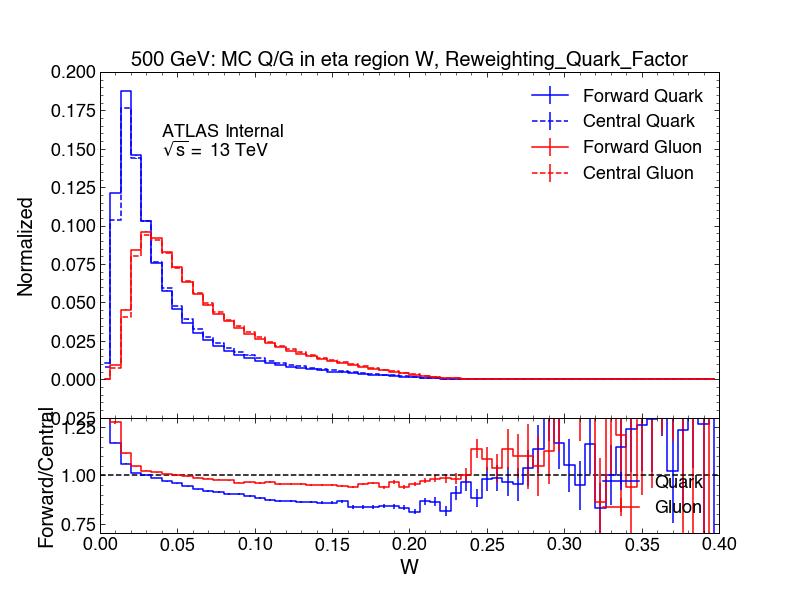 500 GeV: MC Q/G in eta region W, Reweighting_Quark_Factor
0.200
0.175
0.150
0.125
0.100
0.075
0.050
0.025
0.000
0.025
Normalized
ATLAS Internal
√s = 13 TeV
Forward Quark
Central Quark
Forward Gluon
Central Gluon
1.25
1.00
0.75
Forward/Central
Quark
Gluon
0.00 0.05 0.10 0.15 0.20 0.25 0.30 0.35 0.40
W